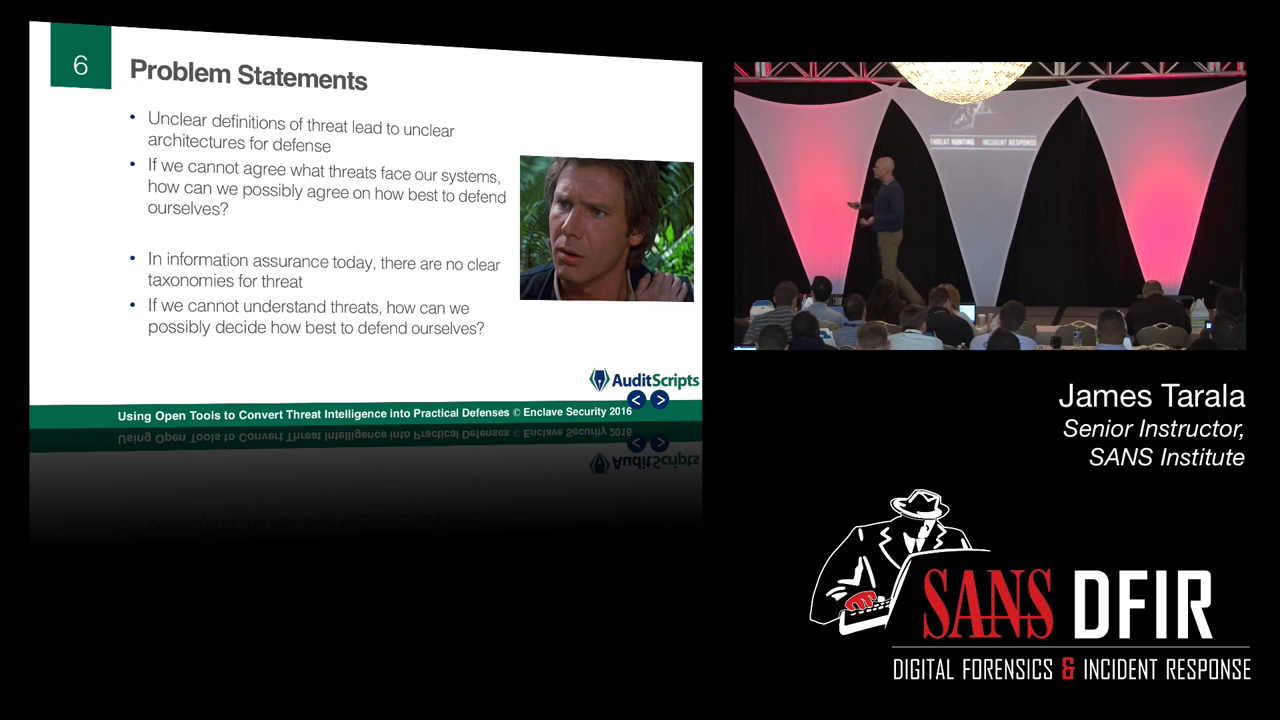 6
Problem Statements
• Unclear definitions of threat lead to unclear
architectures for defense
• If we cannot agree what threats face our systems,
how can we possibly agree on how best to defend
ourselves?
• In information assurance today, there are no clear
taxonomies for threat
• If we cannot understand threats, how can we
possibly decide how best to defend ourselves?
AuditScripts
Using Open Tools to Convert Threat Intelligence into Practical Defenses © Enclave Security 2016
THREAT HUNTING & INCIDENT RESPONSE
James Tarala
Senior Instructor,
SANS Institute
SANS DFIR
DIGITAL FORENSICS & INCIDENT RESPONSE